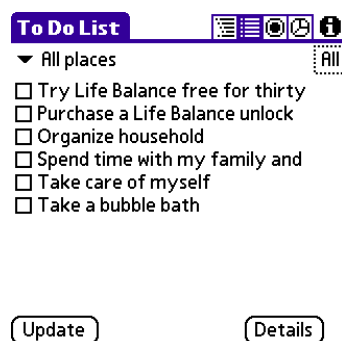 To Do List
All places
All
Try Life Balance free for thirty
Purchase a Life Balance unlock
Organize household
Spend time with my family and
Take care of myself
Take a bubble bath
Update
Details